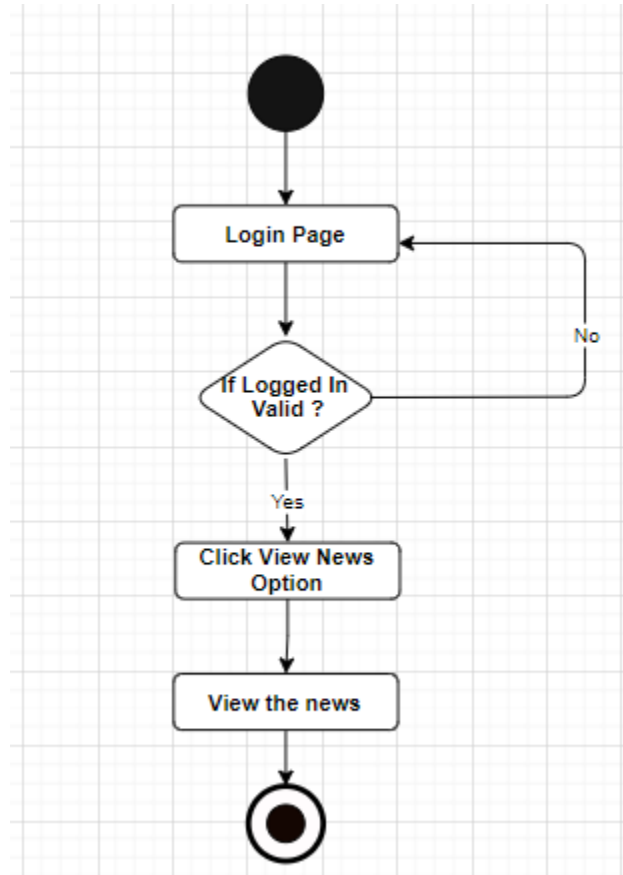 Login Page
No
If Logged In
Valid ?
Yes
Click View News
Option
View the news